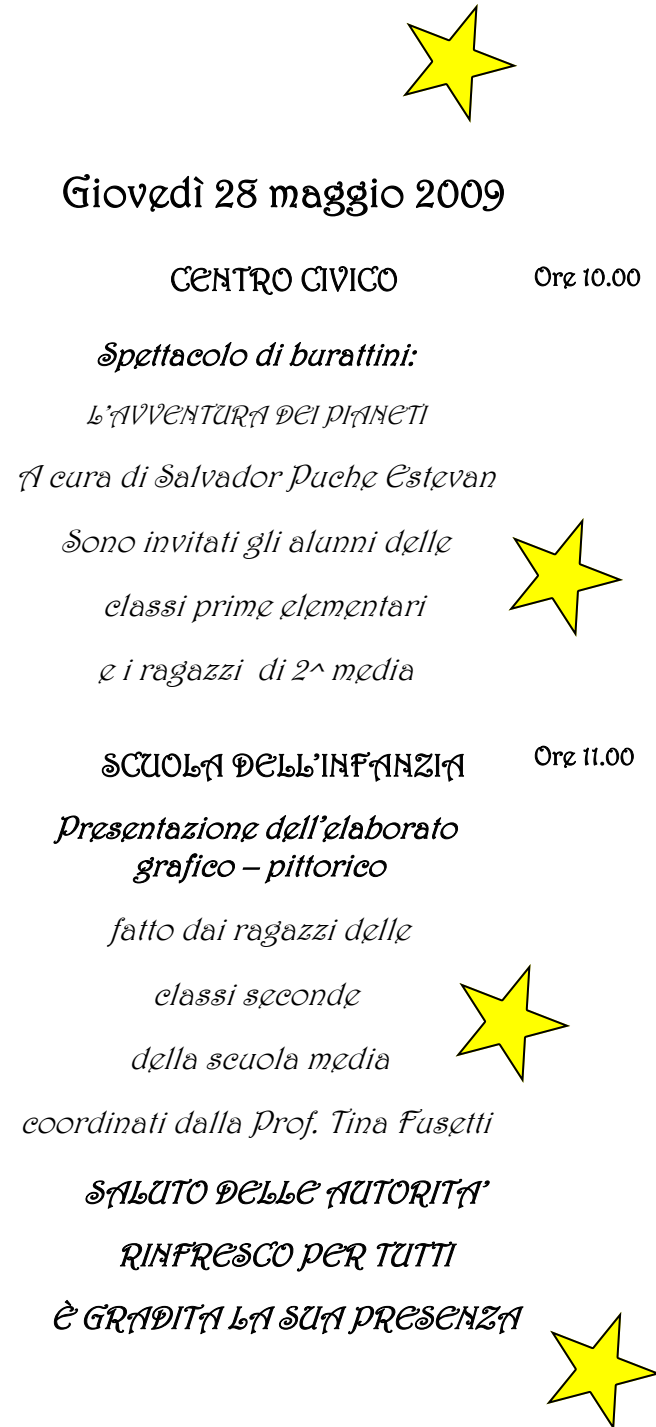 Giovedì 28 maggio 2009
CENTRO CIVICO Ore 10.00
Spettacolo di burattini:
L'AVVENTURA DEI PIANETI
A cura di Salvador Puche Estevan
Sono invitati gli alunni delle
classi prime elementari
e i ragazzi di 2^ media
SCUOLA DELL'INFANZIA Ore 11.00
Presentazione dell'elaborato
grafico – pittorico
fatto dai ragazzi delle
classi seconde
della scuola media
coordinati dalla Prof. Tina Fusetti
SALUTO DELLE AUTORITA'
RINFRESCO PER TUTTI
È GRADITA LA SUA PRESENZA